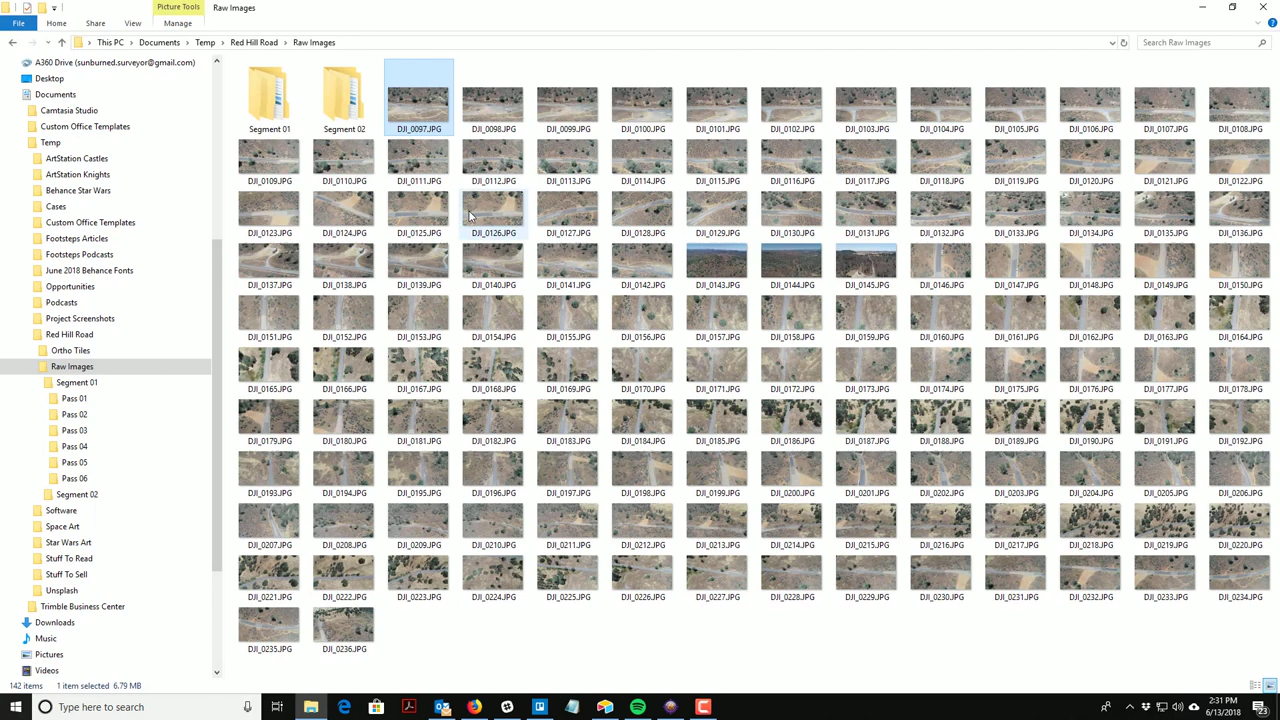 Picture Tools
Raw Images
File
Home
Share
View
Manage
This PC
Documents
Temp
Red Hill Road
Raw Images
Search Raw Images
A360 Drive (sunburned.surveyor@gmail.com)
Desktop
Documents
Camtasia Studio
Custom Office Templates
Temp
ArtStation Castles
ArtStation Knights
Behance Star Wars
Cases
Custom Office Templates
Footsteps Articles
Footsteps Podcasts
June 2018 Behance Fonts
Opportunities
Podcasts
Project Screenshots
Red Hill Road
Ortho Tiles
Raw Images
Segment 01
Pass 01
Pass 02
Pass 03
Pass 04
Pass 05
Pass 06
Segment 02
Software
Space Art
Star Wars Art
Stuff To Read
Stuff To Sell
Unsplash
Trimble Business Center
Downloads
Music
Pictures
Videos
Segment 01 Segment 02 DJI_0097.JPG DJI_0098.JPG DJI_0099.JPG DJI_0100.JPG DJI_0101.JPG DJI_0102.JPG DJI_0103.JPG DJI_0104.JPG DJI_0105.JPG DJI_0106.JPG DJI_0107.JPG DJI_0108.JPG
DJI_0109.JPG DJI_0110.JPG DJI_0111.JPG DJI_0112.JPG DJI_0113.JPG DJI_0114.JPG DJI_0115.JPG DJI_0116.JPG DJI_0117.JPG DJI_0118.JPG DJI_0119.JPG DJI_0120.JPG DJI_0121.JPG DJI_0122.JPG
DJI_0123.JPG DJI_0124.JPG DJI_0125.JPG DJI_0126.JPG DJI_0127.JPG DJI_0128.JPG DJI_0129.JPG DJI_0130.JPG DJI_0131.JPG DJI_0132.JPG DJI_0133.JPG DJI_0134.JPG DJI_0135.JPG DJI_0136.JPG
DJI_0137.JPG DJI_0138.JPG DJI_0139.JPG DJI_0140.JPG DJI_0141.JPG DJI_0142.JPG DJI_0143.JPG DJI_0144.JPG DJI_0145.JPG DJI_0146.JPG DJI_0147.JPG DJI_0148.JPG DJI_0149.JPG DJI_0150.JPG
DJI_0151.JPG DJI_0152.JPG DJI_0153.JPG DJI_0154.JPG DJI_0155.JPG DJI_0156.JPG DJI_0157.JPG DJI_0158.JPG DJI_0159.JPG DJI_0160.JPG DJI_0161.JPG DJI_0162.JPG DJI_0163.JPG DJI_0164.JPG
DJI_0165.JPG DJI_0166.JPG DJI_0167.JPG DJI_0168.JPG DJI_0169.JPG DJI_0170.JPG DJI_0171.JPG DJI_0172.JPG DJI_0173.JPG DJI_0174.JPG DJI_0175.JPG DJI_0176.JPG DJI_0177.JPG DJI_0178.JPG
DJI_0179.JPG DJI_0180.JPG DJI_0181.JPG DJI_0182.JPG DJI_0183.JPG DJI_0184.JPG DJI_0185.JPG DJI_0186.JPG DJI_0187.JPG DJI_0188.JPG DJI_0189.JPG DJI_0190.JPG DJI_0191.JPG DJI_0192.JPG
DJI_0193.JPG DJI_0194.JPG DJI_0195.JPG DJI_0196.JPG DJI_0197.JPG DJI_0198.JPG DJI_0199.JPG DJI_0200.JPG DJI_0201.JPG DJI_0202.JPG DJI_0203.JPG DJI_0204.JPG DJI_0205.JPG DJI_0206.JPG
DJI_0207.JPG DJI_0208.JPG DJI_0209.JPG DJI_0210.JPG DJI_0211.JPG DJI_0212.JPG DJI_0213.JPG DJI_0214.JPG DJI_0215.JPG DJI_0216.JPG DJI_0217.JPG DJI_0218.JPG DJI_0219.JPG DJI_0220.JPG
DJI_0221.JPG DJI_0222.JPG DJI_0223.JPG DJI_0224.JPG DJI_0225.JPG DJI_0226.JPG DJI_0227.JPG DJI_0228.JPG DJI_0229.JPG DJI_0230.JPG DJI_0231.JPG DJI_0232.JPG DJI_0233.JPG DJI_0234.JPG
DJI_0235.JPG DJI_0236.JPG
142 items 1 item selected 6.79 MB
Type here to search
2:31 PM
6/13/2018
23